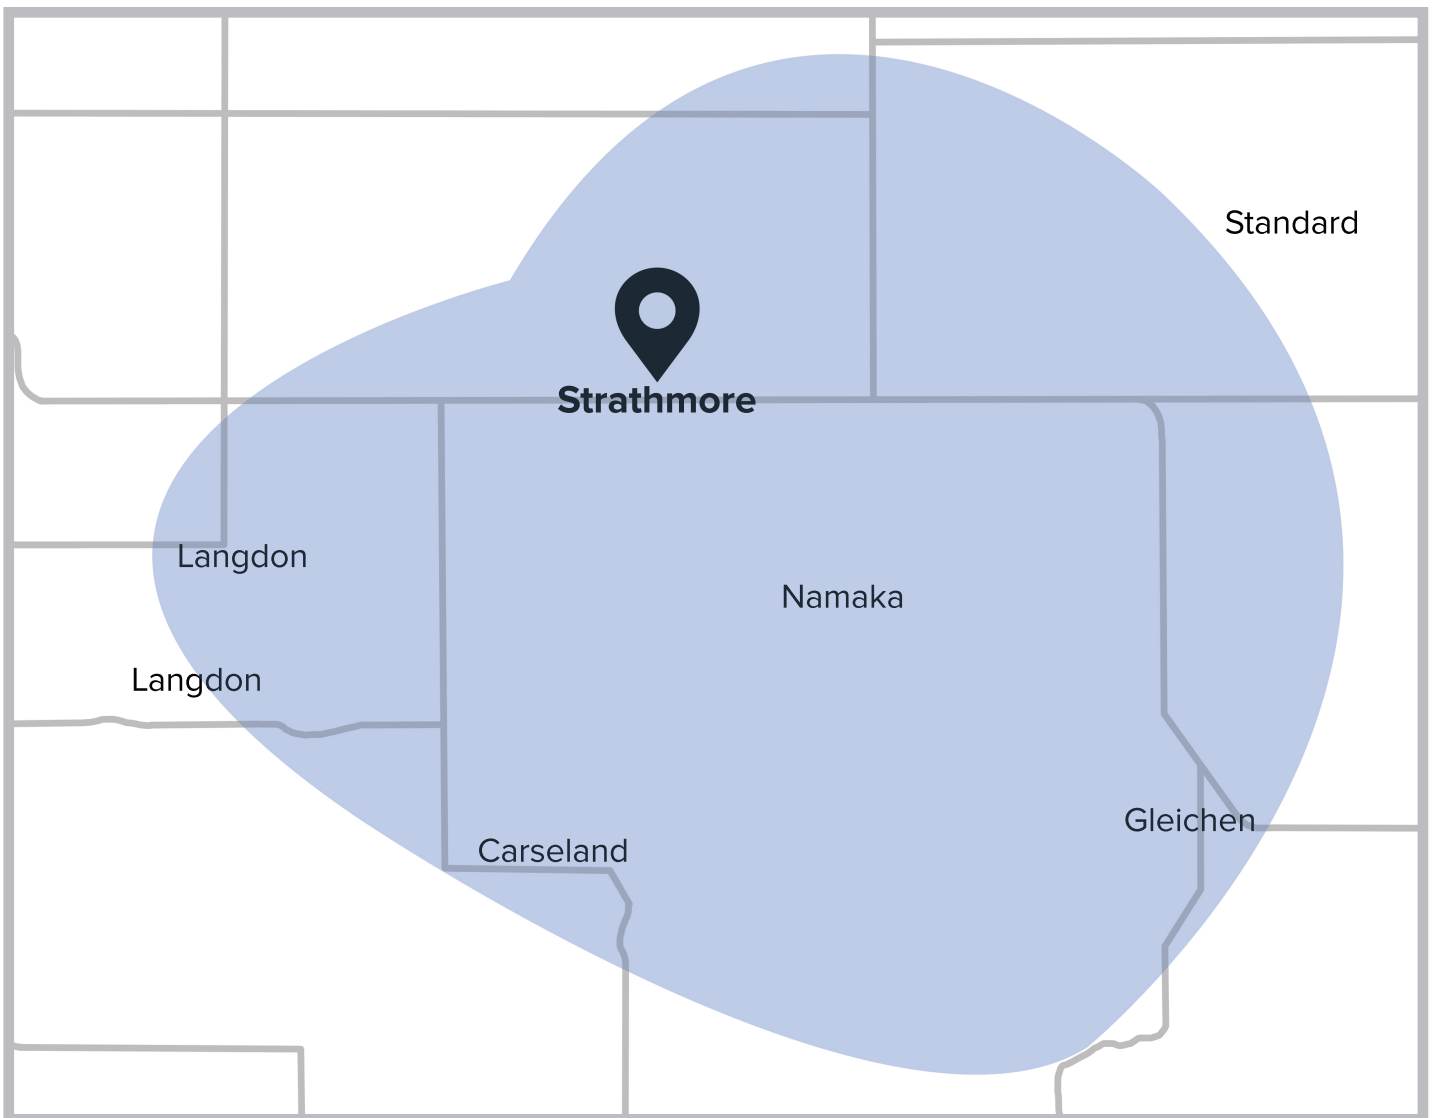 Standard
Strathmore
Langdon
Namaka
Langdon
Gleichen
Carseland